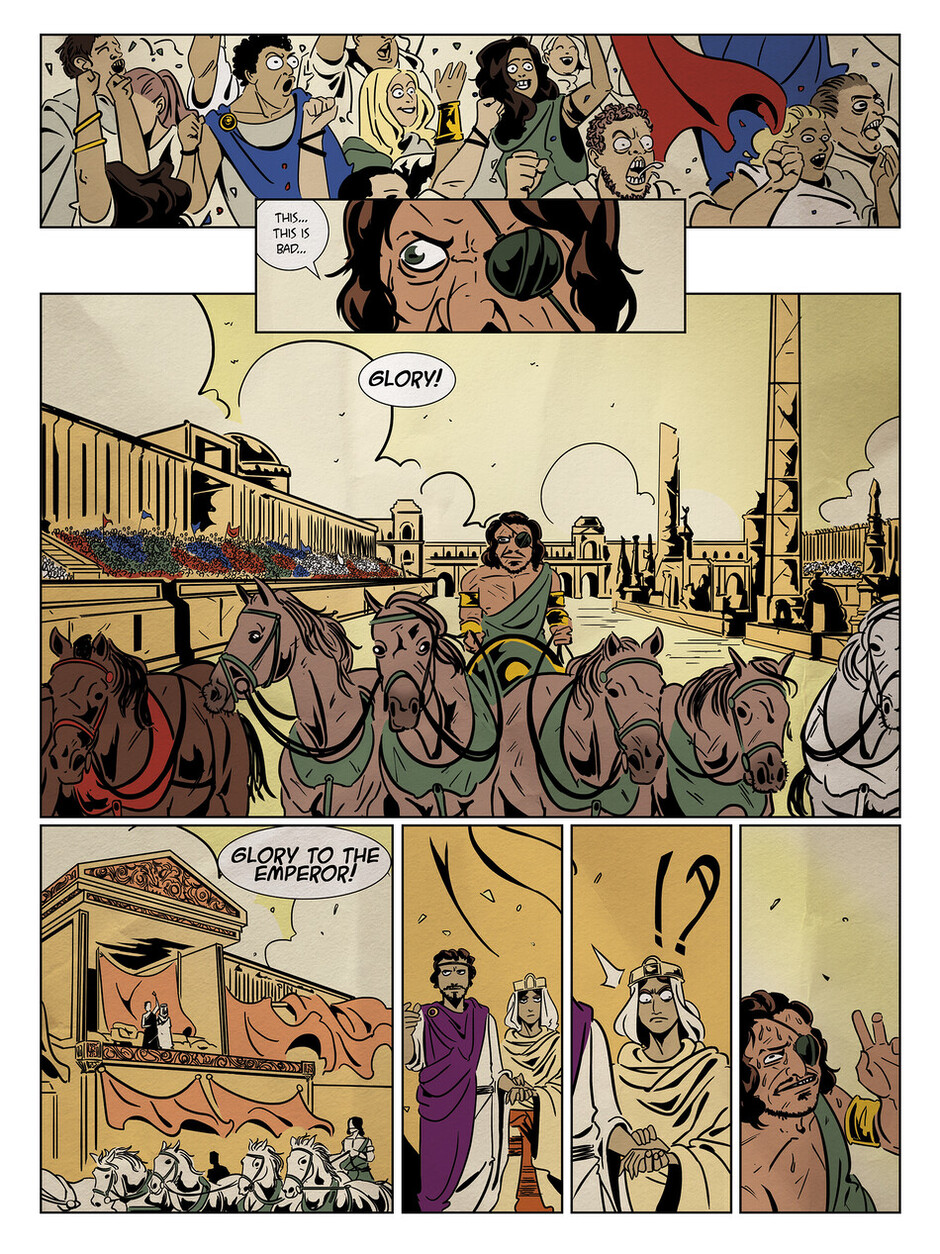 THIS...
THIS IS
BAD...
GLORY!
GLORY TO THE
EMPEROR!
!?